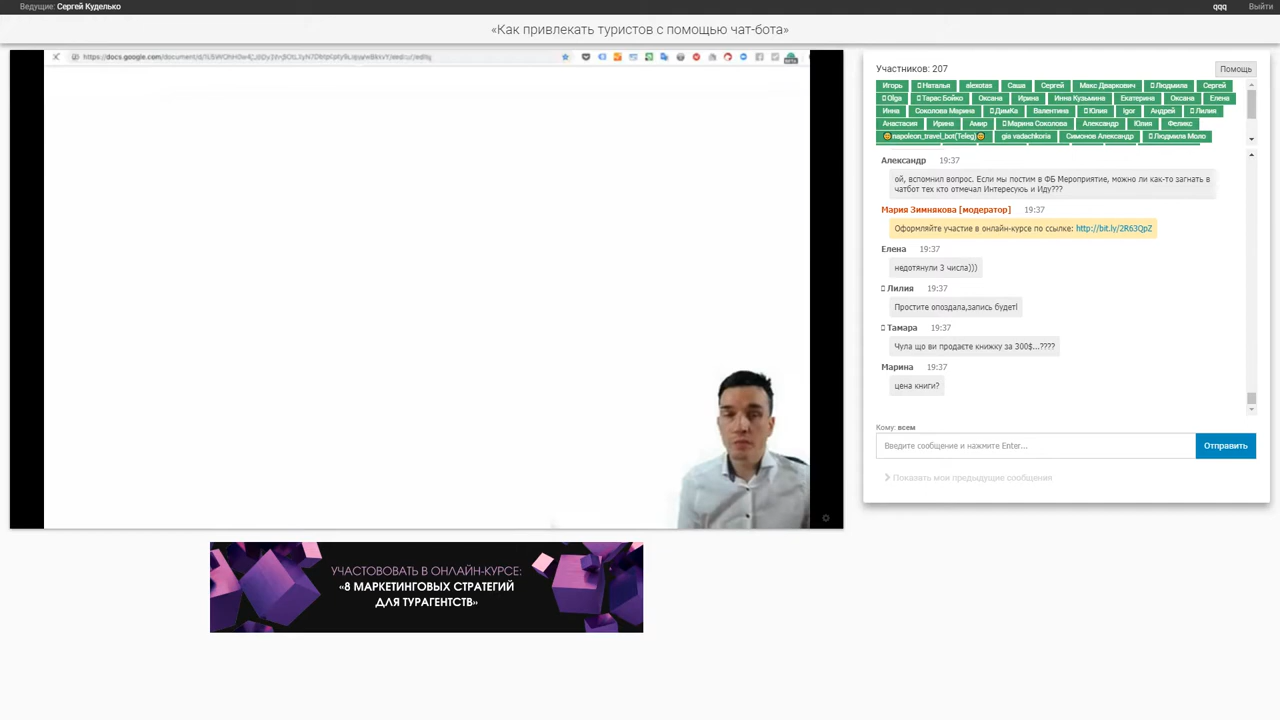 Ведущие: Сергей Куделько
qqq
Выйти
«Как привлекать туристов с помощью чат-бота»
Участников: 207
Помощь
Игорь Наталья alexotas Саша Сергей Макс Дваркович Людмила Сергей
Olga Тарас Бойко Оксана Ирина Инна Кузьмина Екатерина Оксана Елена
Инна Соколова Марина ДимКа Валентина Юлия Igor Андрей Лилия
Анастасия Ирина Амир Марина Соколова Александр Юлия Феликс
napoleon_travel_bot(Teleg) gia vadachkoria Симонов Александр Людмила Моло
Александр 19:37
ой, вспомнил вопрос. Если мы постим в ФБ Мероприятие, можно ли как-то загнать в
чатбот тех кто отмечал Интересуюь и Иду???
Мария Зимнякова [модератор] 19:37
Оформляйте участие в онлайн-курсе по ссылке: http://bit.ly/2R63QpZ
Елена 19:37
недотянули 3 числа)))
Лилия 19:37
Простите опоздала,запись будет!
Тамара 19:37
Чула що ви продаєте книжку за 300$...????
Марина 19:37
цена книги?
Кому: всем
Введите сообщение и нажмите Enter...
Отправить
Показать мои предыдущие сообщения
УЧАСТВОВАТЬ В ОНЛАЙН-КУРСЕ:
«8 МАРКЕТИНГОВЫХ СТРАТЕГИЙ
ДЛЯ ТУРАГЕНТСТВ»